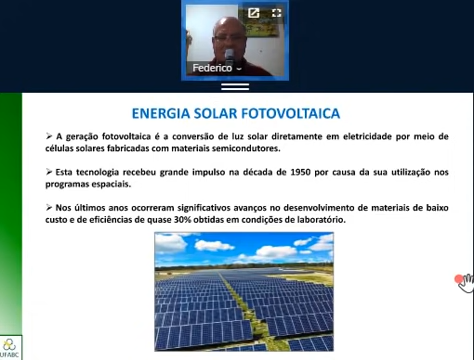 Federico
ENERGIA SOLAR FOTOVOLTAICA
➢ A geração fotovoltaica é a conversão de luz solar diretamente em eletricidade por meio de
células solares fabricadas com materiais semicondutores.
➢ Esta tecnologia recebeu grande impulso na década de 1950 por causa da sua utilização nos
programas espaciais.
➢ Nos últimos anos ocorreram significativos avanços no desenvolvimento de materiais de baixo
custo e de eficiências de quase 30% obtidas em condições de laboratório.
UFABC